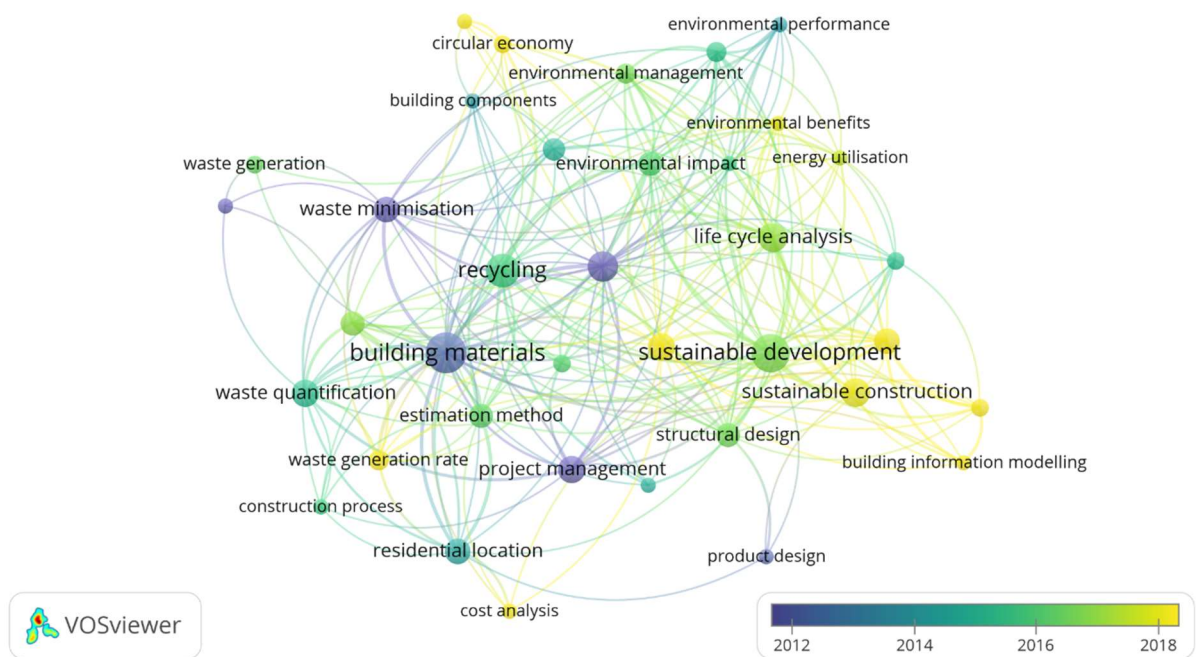 environmental performance
circular economy
environmental management
building components
environmental benefits
waste generation
environmental impact
energy utilisation
waste minimisation
life cycle analysis
recycling
building materials
sustainable development
waste quantification
sustainable construction
estimation method
structural design
waste generation rate
project management
building information modelling
construction process
residential location
product design
cost analysis
VOSviewer
2012 2014 2016 2018